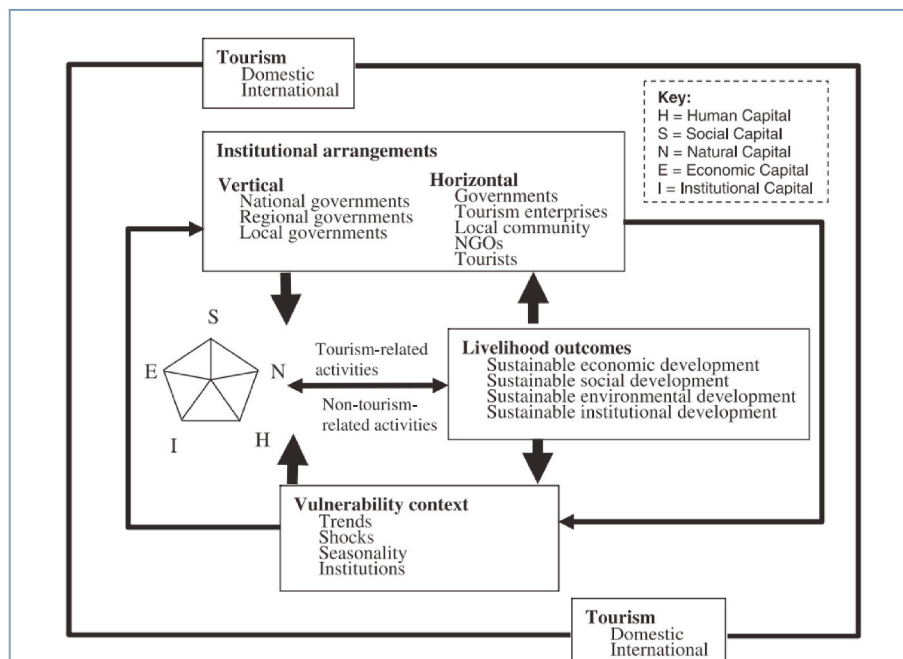 Tourism
Domestic
International
Key:
H = Human Capital
S = Social Capital
N = Natural Capital
E = Economic Capital
I = Institutional Capital
Institutional arrangements
Vertical
National governments
Regional governments
Local governments
Horizontal
Governments
Tourism enterprises
Local community
NGOs
Tourists
S
E
N
I
H
Tourism-related
activities
Non-tourism-
related activities
Livelihood outcomes
Sustainable economic development
Sustainable social development
Sustainable environmental development
Sustainable institutional development
Vulnerability context
Trends
Shocks
Seasonality
Institutions
Tourism
Domestic
International